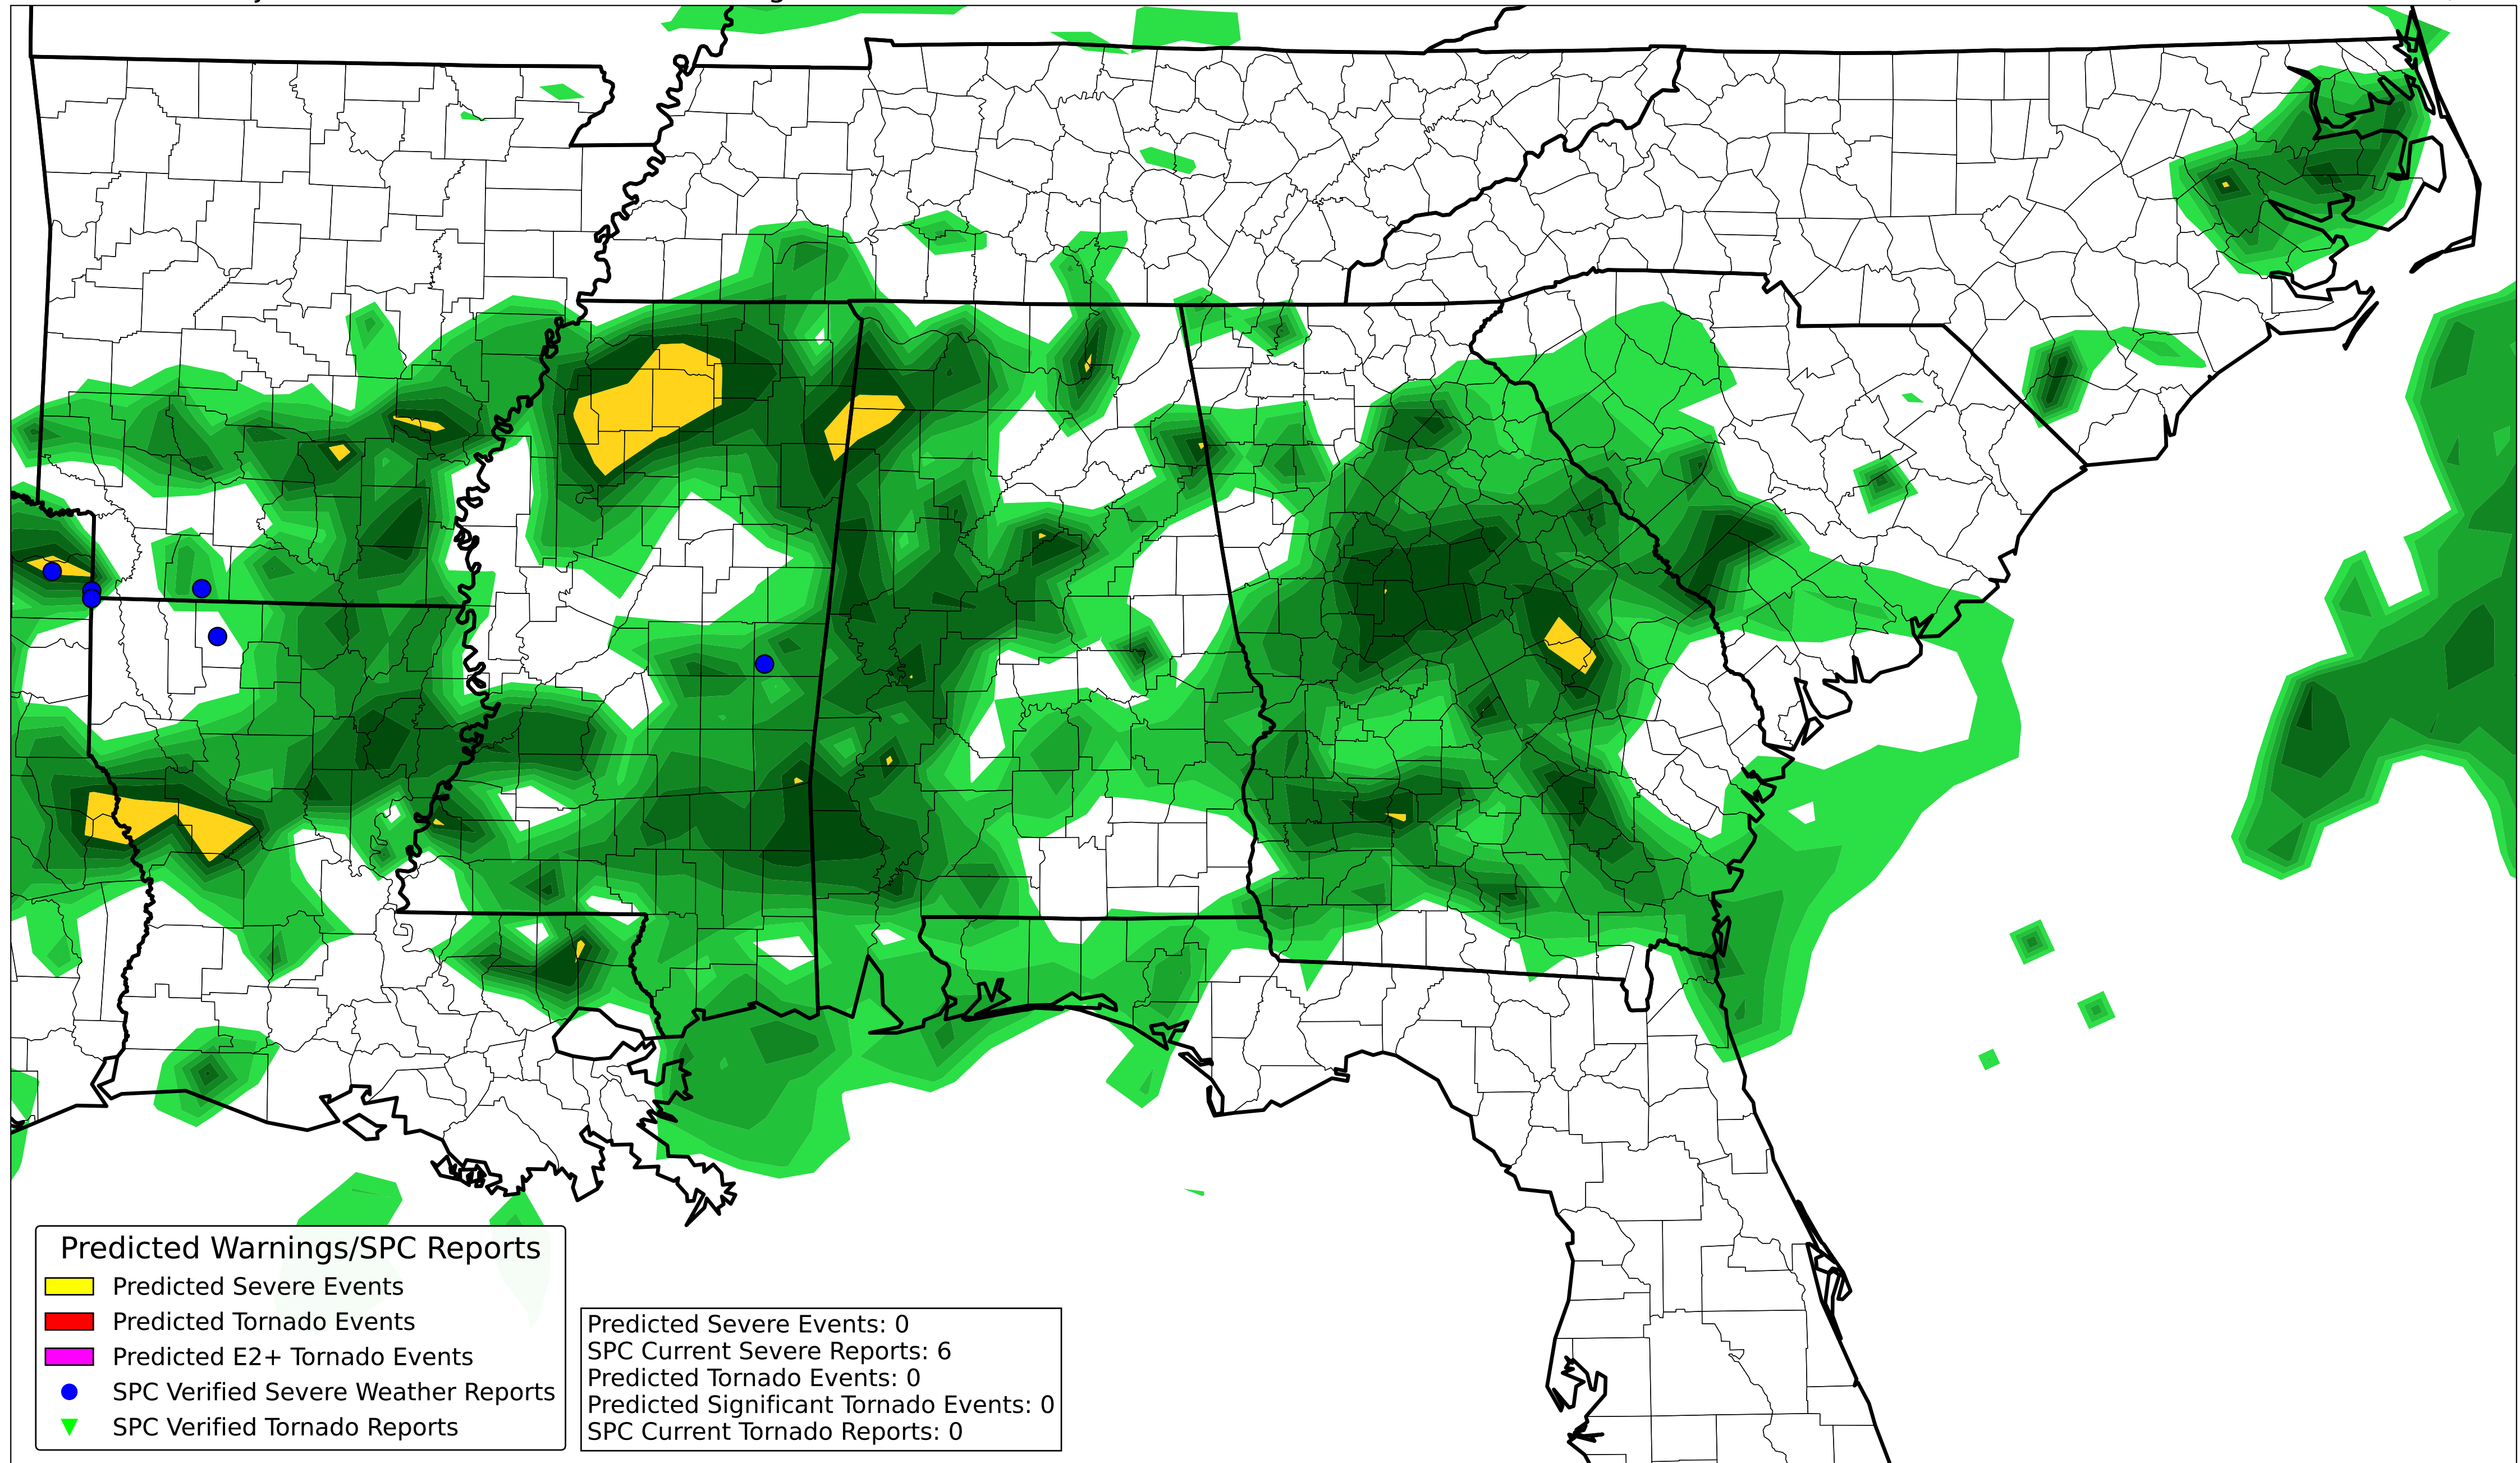 Predicted Warnings/SPC Reports
Predicted Severe Events
Predicted Tornado Events
Predicted E2+ Tornado Events
SPC Verified Severe Weather Reports
SPC Verified Tornado Reports
Predicted Severe Events: 0
SPC Current Severe Reports: 6
Predicted Tornado Events: 0
Predicted Significant Tornado Events: 0
SPC Current Tornado Reports: 0